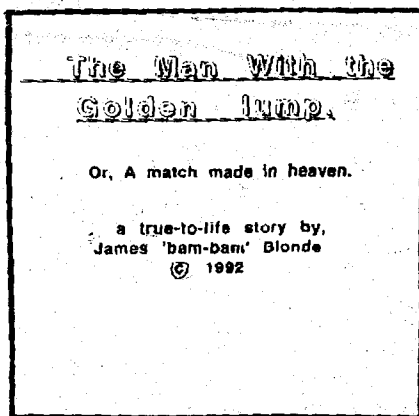 The Man With the
Golden lump.
Or, A match made in heaven.
a true-to-life story by,
James 'bam-bam' Blonde
© 1992